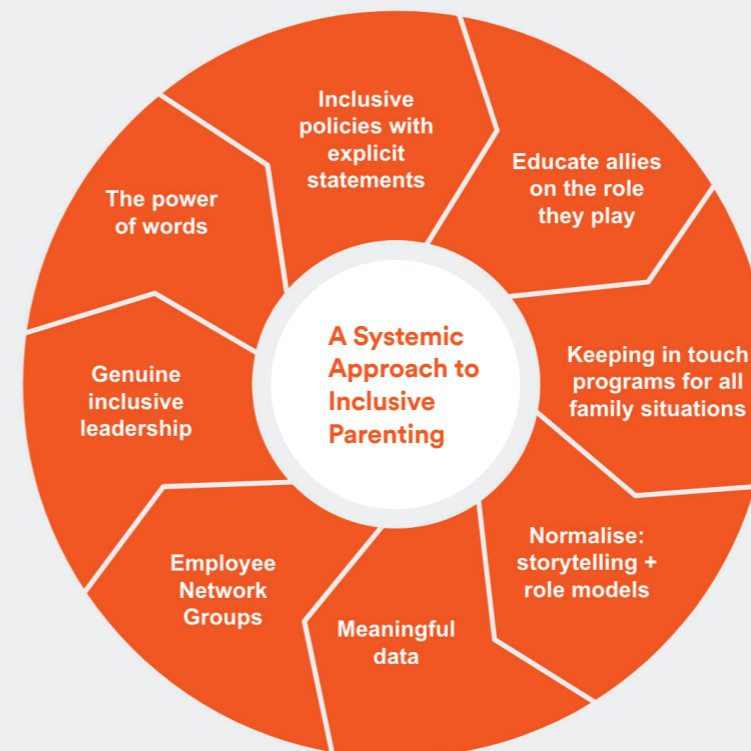 Inclusive
policies with
explicit
statements
Educate allies
on the role
they play
Keeping in touch
programs for all
family situations
Normalise:
storytelling +
role models
Meaningful
data
Employee
Network
Groups
Genuine
inclusive
leadership
The power
of words
A Systemic
Approach to
Inclusive
Parenting